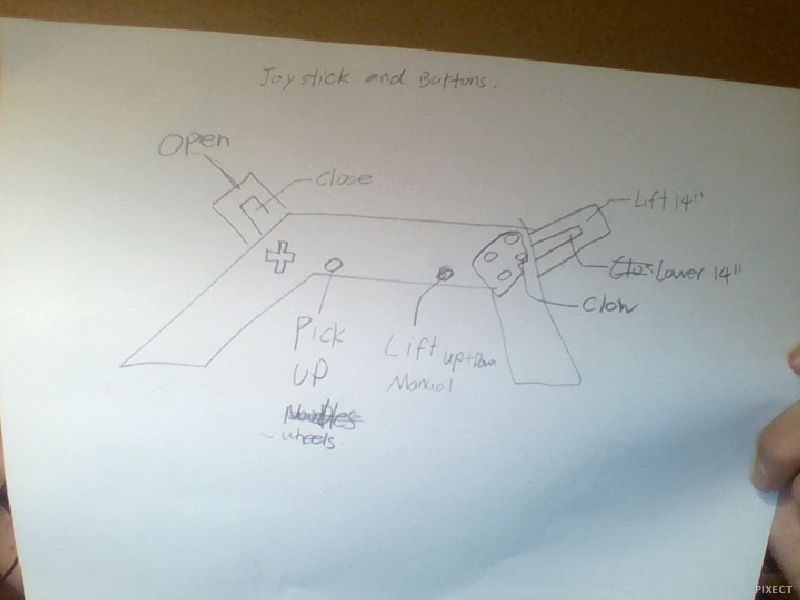 Joystick and Buttons.
Open
Close
Lift 14"
Lower 14"
Claw
Pick
UP
wheels
Lift up+Down
Manual
PIXECT